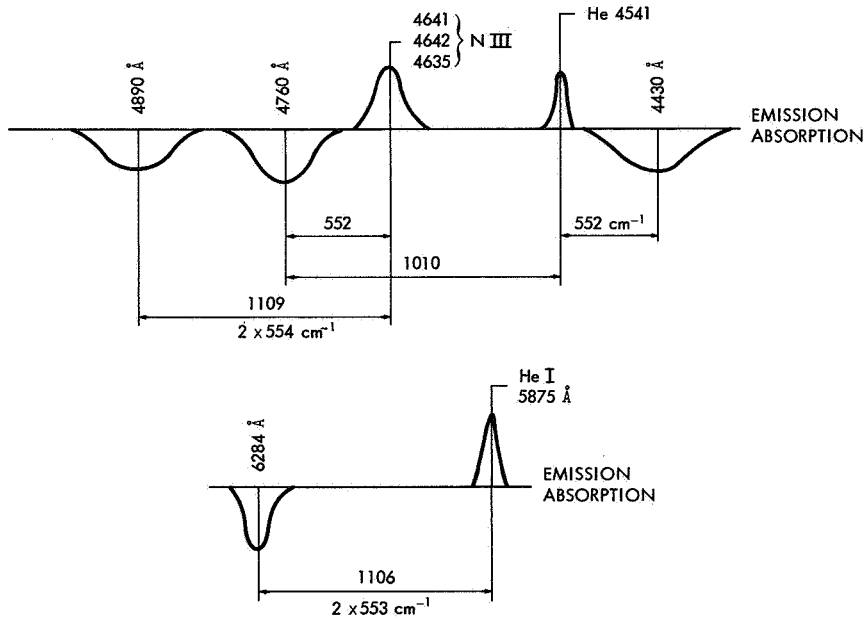 4641
4642 } N III
4635
He 4541
4890 Å
4760 Å
4430 Å
EMISSION
ABSORPTION
552
552 cm⁻¹
1010
1109
2 x 554 cm⁻¹
He I
5875 Å
6284 Å
EMISSION
ABSORPTION
1106
2 x 553 cm⁻¹